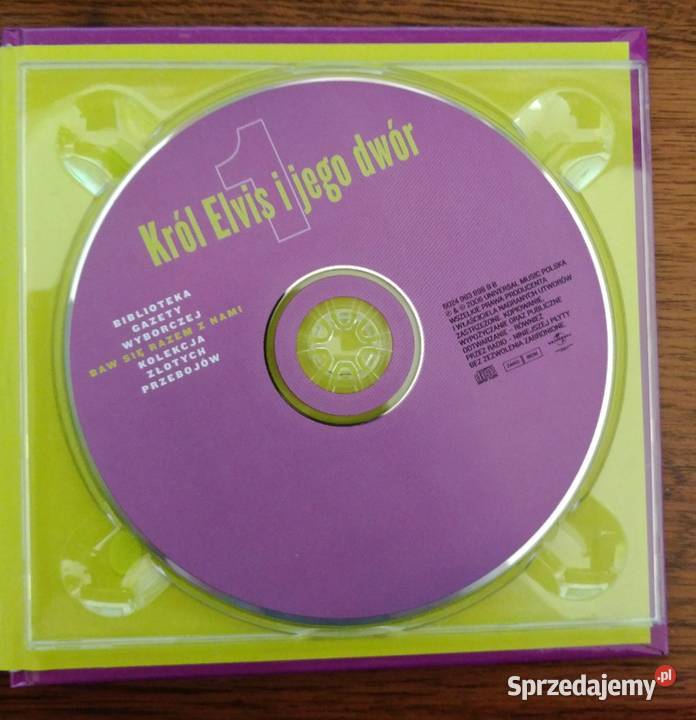 1
Król Elvis i jego dwór
BIBLIOTEKA
GAZETY
WYBORCZEJ
BAW SIĘ RAZEM Z NAMI
KOLEKCJA
ZŁOTYCH
PRZEBOJÓW
℗ & © 2006 UNIVERSAL MUSIC POLSKA
WSZELKIE PRAWA PRODUCENTA
I WŁAŚCICIELA NAGRANYCH UTWORÓW
ZASTRZEŻONE. KOPIOWANIE,
WYPOŻYCZANIE ORAZ PUBLICZNE
ODTWARZANIE - RÓWNIEŻ
PRZEZ RADIO - NINIEJSZEJ PŁYTY
BEZ ZEZWOLENIA ZABRONIONE.
Sprzedajemy.pl